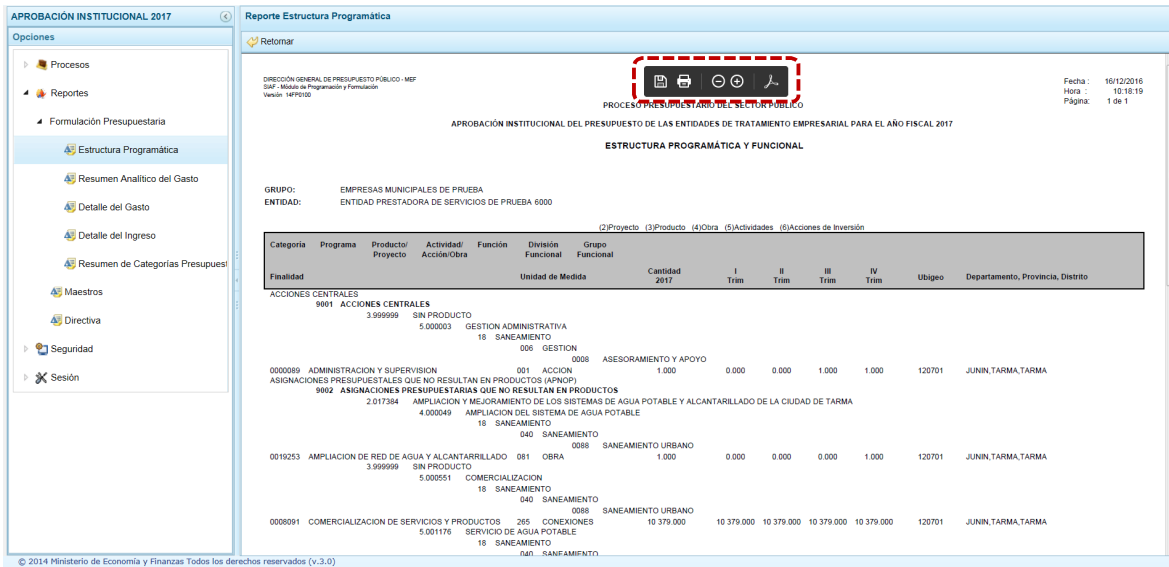 APROBACIÓN INSTITUCIONAL 2017
Opciones
Procesos
Reportes
Formulación Presupuestaria
Estructura Programática
Resumen Analítico del Gasto
Detalle del Gasto
Detalle del Ingreso
Resumen de Categorías Presupuest
Maestros
Directiva
Seguridad
Sesión
Reporte Estructura Programática
Retornar
DIRECCIÓN GENERAL DE PRESUPUESTO PÚBLICO - MEF
SIAF - Módulo de Programación y Formulación
Versión 14FP0100
Fecha : 16/12/2016
Hora : 10:18:19
Página: 1 de 1
PROCESO PRESUPUESTARIO DEL SECTOR PÚBLICO
APROBACIÓN INSTITUCIONAL DEL PRESUPUESTO DE LAS ENTIDADES DE TRATAMIENTO EMPRESARIAL PARA EL AÑO FISCAL 2017
ESTRUCTURA PROGRAMÁTICA Y FUNCIONAL
GRUPO: EMPRESAS MUNICIPALES DE PRUEBA
ENTIDAD: ENTIDAD PRESTADORA DE SERVICIOS DE PRUEBA 6000
(2)Proyecto (3)Producto (4)Obra (5)Actividades (6)Acciones de Inversión
Categoría Programa Producto/ Actividad/ Función División Grupo
Proyecto Acción/Obra Funcional Funcional
Finalidad Unidad de Medida Cantidad 2017 I Trim II Trim III Trim IV Trim Ubigeo Departamento, Provincia, Distrito
ACCIONES CENTRALES
9001 ACCIONES CENTRALES
3.999999 SIN PRODUCTO
5.000003 GESTION ADMINISTRATIVA
18 SANEAMIENTO
006 GESTION
0008 ASESORAMIENTO Y APOYO
0000089 ADMINISTRACION Y SUPERVISION 001 ACCION 1.000 0.000 0.000 1.000 1.000 120701 JUNIN,TARMA,TARMA
ASIGNACIONES PRESUPUESTALES QUE NO RESULTAN EN PRODUCTOS (APNOP)
9002 ASIGNACIONES PRESUPUESTARIAS QUE NO RESULTAN EN PRODUCTOS
2.017384 AMPLIACION Y MEJORAMIENTO DE LOS SISTEMAS DE AGUA POTABLE Y ALCANTARILLADO DE LA CIUDAD DE TARMA
4.000049 AMPLIACION DEL SISTEMA DE AGUA POTABLE
18 SANEAMIENTO
040 SANEAMIENTO
0088 SANEAMIENTO URBANO
0019253 AMPLIACION DE RED DE AGUA Y ALCANTARRILLADO 081 OBRA 1.000 0.000 0.000 0.000 1.000 120701 JUNIN,TARMA,TARMA
3.999999 SIN PRODUCTO
5.000551 COMERCIALIZACION
18 SANEAMIENTO
040 SANEAMIENTO
0088 SANEAMIENTO URBANO
0008091 COMERCIALIZACION DE SERVICIOS Y PRODUCTOS 265 CONEXIONES 10 379.000 10 379.000 10 379.000 10 379.000 10 379.000 120701 JUNIN,TARMA,TARMA
5.001176 SERVICIO DE AGUA POTABLE
18 SANEAMIENTO
040 SANEAMIENTO
© 2014 Ministerio de Economía y Finanzas Todos los derechos reservados (v.3.0)